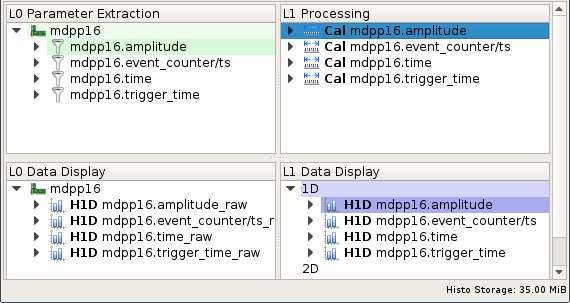 L0 Parameter Extraction
mdpp16
mdpp16.amplitude
mdpp16.event_counter/ts
mdpp16.time
mdpp16.trigger_time
L1 Processing
Cal mdpp16.amplitude
Cal mdpp16.event_counter/ts
Cal mdpp16.time
Cal mdpp16.trigger_time
L0 Data Display
mdpp16
H1D mdpp16.amplitude_raw
H1D mdpp16.event_counter/ts_r
H1D mdpp16.time_raw
H1D mdpp16.trigger_time_raw
L1 Data Display
1D
H1D mdpp16.amplitude
H1D mdpp16.event_counter/ts
H1D mdpp16.time
H1D mdpp16.trigger_time
2D
Histo Storage: 35.00 MiB